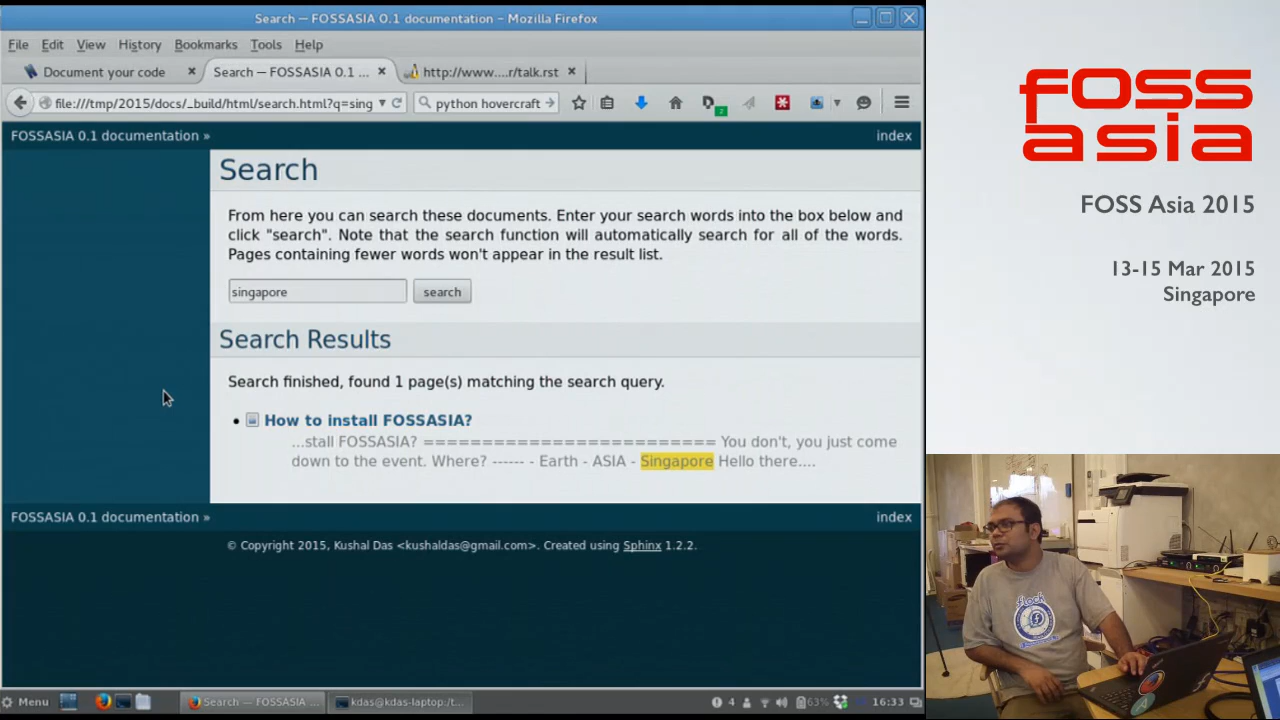 Search — FOSSASIA 0.1 documentation - Mozilla Firefox
File Edit View History Bookmarks Tools Help
Document your code
Search — FOSSASIA 0.1 ...
http://www....r/talk.rst
file:///tmp/2015/docs/_build/html/search.html?q=sing
python hovercraft
FOSSASIA 0.1 documentation »
index
Search
From here you can search these documents. Enter your search words into the box below and
click "search". Note that the search function will automatically search for all of the words.
Pages containing fewer words won't appear in the result list.
singapore
search
Search Results
Search finished, found 1 page(s) matching the search query.
How to install FOSSASIA?
...stall FOSSASIA? ========================= You don't, you just come
down to the event. Where? ------ - Earth - ASIA - Singapore Hello there....
FOSSASIA 0.1 documentation »
index
© Copyright 2015, Kushal Das <kushaldas@gmail.com>. Created using Sphinx 1.2.2.
Menu
Search — FOSSASIA ...
kdas@kdas-laptop:/t...
4
63%
16:33
foss
asia
FOSS Asia 2015
13-15 Mar 2015
Singapore
flock